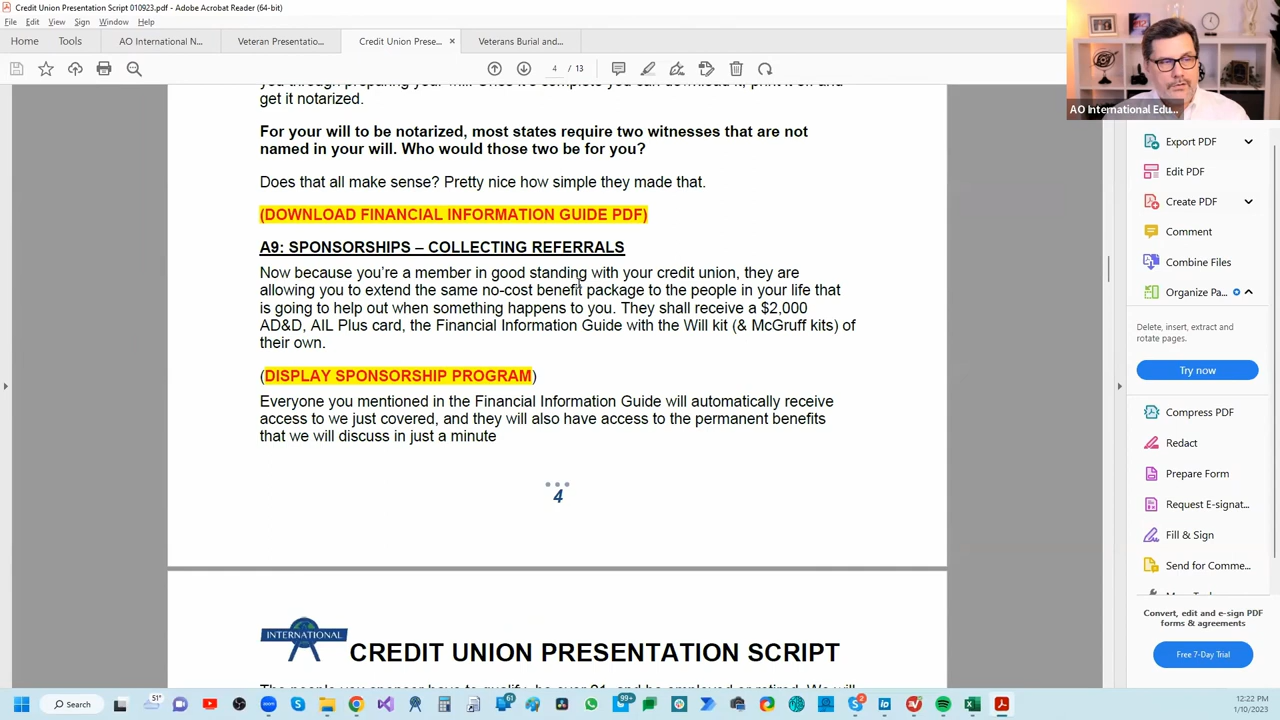 Credit Union Presentation Script 010923.pdf - Adobe Acrobat Reader (64-bit)
File Edit View Sign Window Help
Home Tools AO International N... Veteran Presentatio... Credit Union Prese... × Veterans Burial and...
4 / 13
get it notarized.
For your will to be notarized, most states require two witnesses that are not
named in your will. Who would those two be for you?
Does that all make sense? Pretty nice how simple they made that.
(DOWNLOAD FINANCIAL INFORMATION GUIDE PDF)
A9: SPONSORSHIPS – COLLECTING REFERRALS
Now because you're a member in good standing with your credit union, they are
allowing you to extend the same no-cost benefit package to the people in your life that
is going to help out when something happens to you. They shall receive a $2,000
AD&D, AIL Plus card, the Financial Information Guide with the Will kit (& McGruff kits) of
their own.
(DISPLAY SPONSORSHIP PROGRAM)
Everyone you mentioned in the Financial Information Guide will automatically receive
access to we just covered, and they will also have access to the permanent benefits
that we will discuss in just a minute
4
INTERNATIONAL
CREDIT UNION PRESENTATION SCRIPT
AO International Edu...
Export PDF
Edit PDF
Create PDF
Comment
Combine Files
Organize Pa...
Delete, insert, extract and
rotate pages.
Try now
Compress PDF
Redact
Prepare Form
Request E-signat...
Fill & Sign
Send for Comme...
Convert, edit and e-sign PDF
forms & agreements
Free 7-Day Trial
Search
51°
61
99+
12:22 PM
1/10/2023